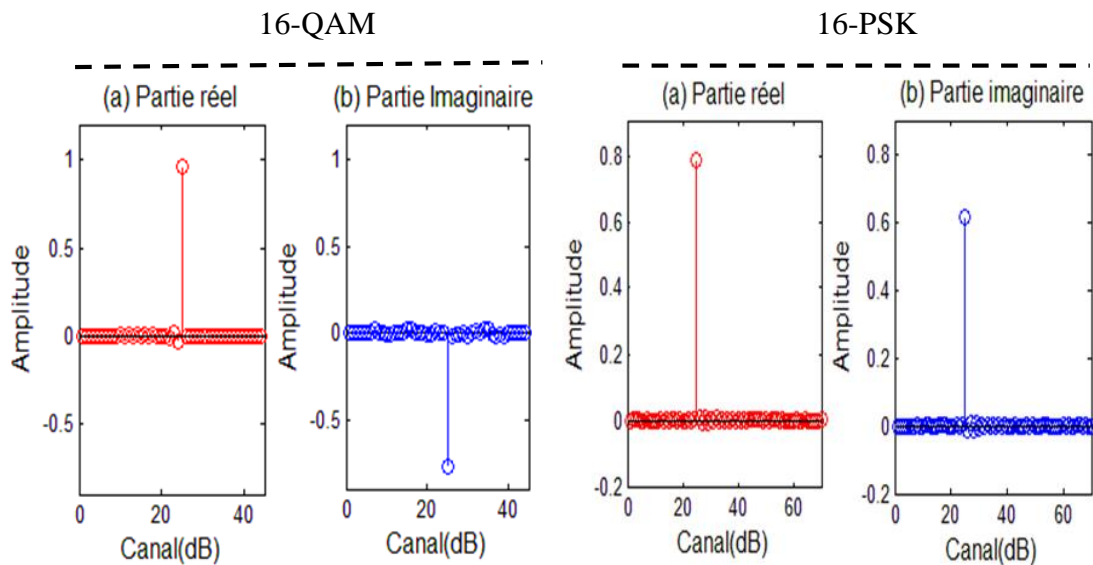 16-QAM
16-PSK
(a) Partie réel
(b) Partie Imaginaire
(a) Partie réel
(b) Partie imaginaire
Amplitude
1
0.5
0
-0.5
0 20 40
Canal(dB)
Amplitude
1
0.5
0
-0.5
0 20 40
Canal(dB)
Amplitude
0.8
0.6
0.4
0.2
0
-0.2
0 20 40 60
Canal(dB)
Amplitude
0.8
0.6
0.4
0.2
0
-0.2
0 20 40 60
Canal(dB)